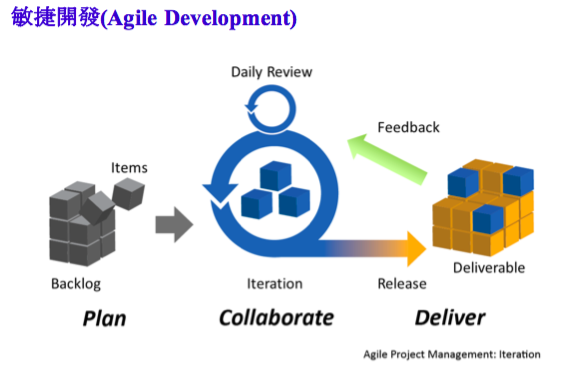 敏捷開發(Agile Development)
Daily Review
Feedback
Items
Backlog
Iteration
Release
Deliverable
Plan
Collaborate
Deliver
Agile Project Management: Iteration